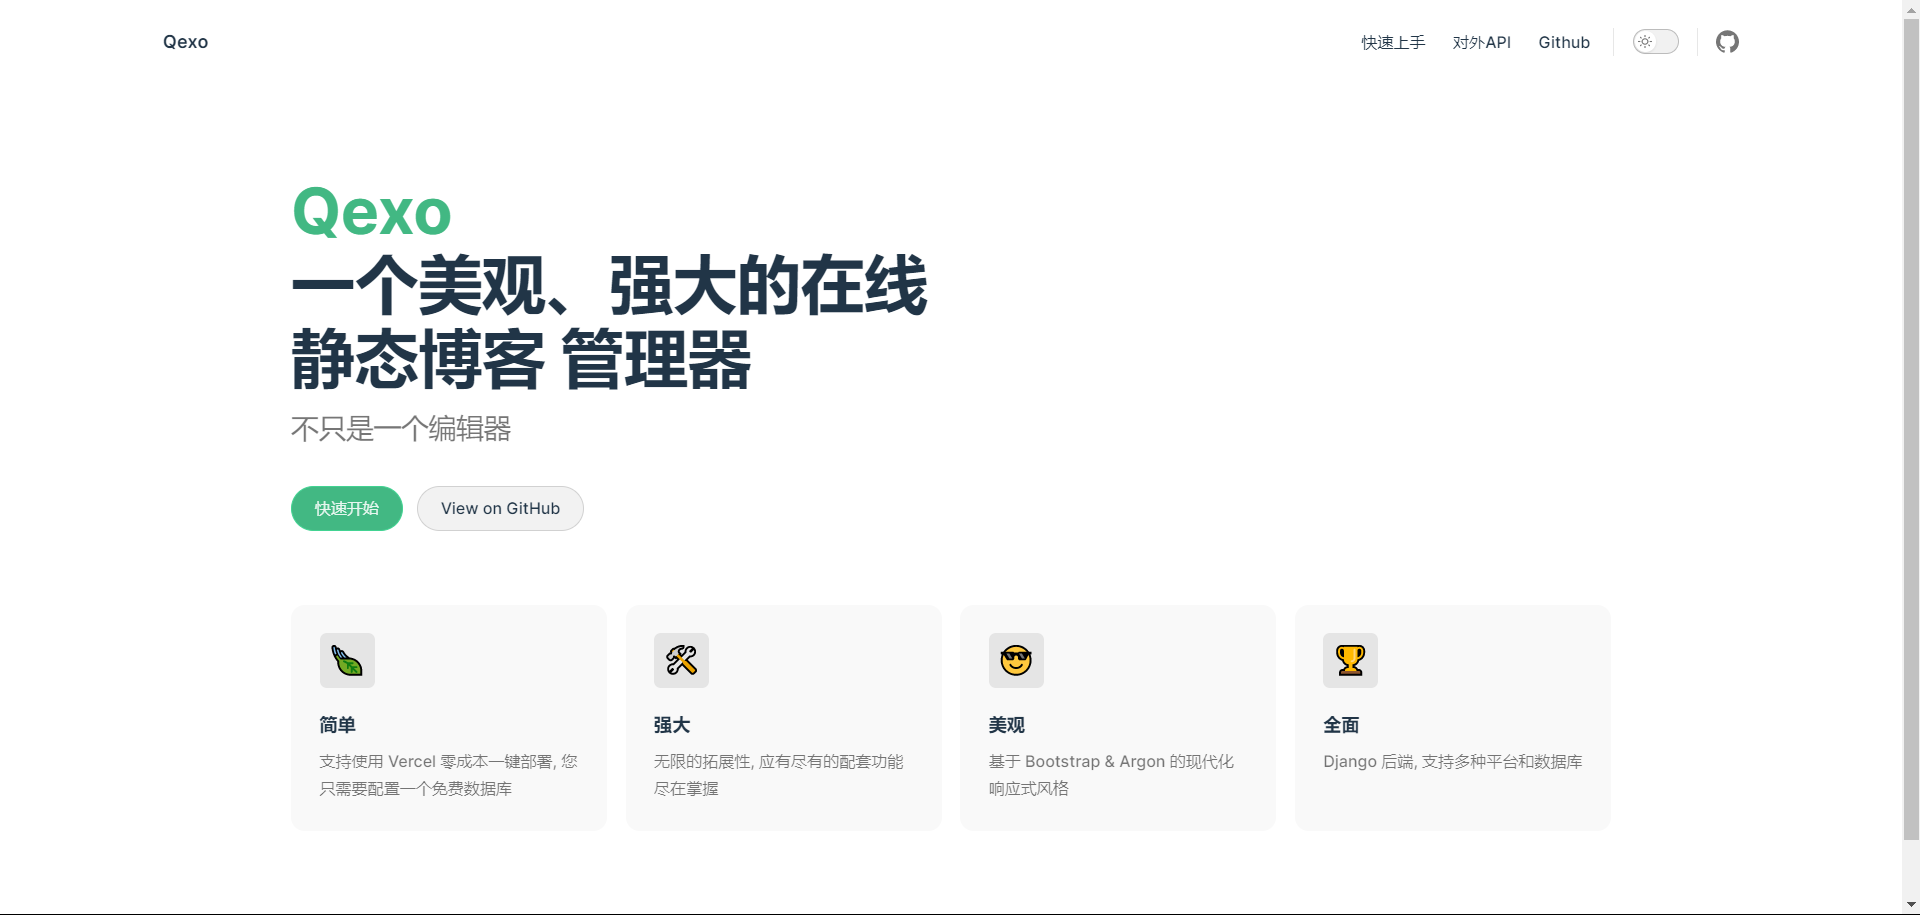 Qexo
快速上手
对外API
Github
Qexo
一个美观、强大的在线
静态博客 管理器
不只是一个编辑器
快速开始
View on GitHub
简单
支持使用 Vercel 零成本一键部署, 您
只需要配置一个免费数据库
强大
无限的拓展性, 应有尽有的配套功能
尽在掌握
美观
基于 Bootstrap & Argon 的现代化
响应式风格
全面
Django 后端, 支持多种平台和数据库